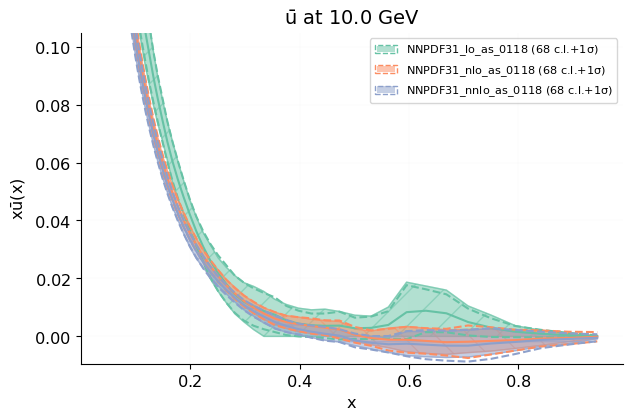 ū at 10.0 GeV
NNPDF31_lo_as_0118 (68 c.l.+1σ)
NNPDF31_nlo_as_0118 (68 c.l.+1σ)
NNPDF31_nnlo_as_0118 (68 c.l.+1σ)
0.10
0.08
0.06
0.04
0.02
0.00
xū(x)
0.2 0.4 0.6 0.8
x